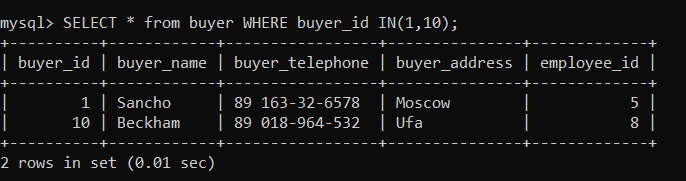 mysql> SELECT * from buyer WHERE buyer_id IN(1,10);
+----------+------------+-----------------+---------------+-------------+
| buyer_id | buyer_name | buyer_telephone | buyer_address | employee_id |
+----------+------------+-----------------+---------------+-------------+
|        1 | Sancho     | 89 163-32-6578  | Moscow        |           5 |
|       10 | Beckham    | 89 018-964-532  | Ufa           |           8 |
+----------+------------+-----------------+---------------+-------------+
2 rows in set (0.01 sec)